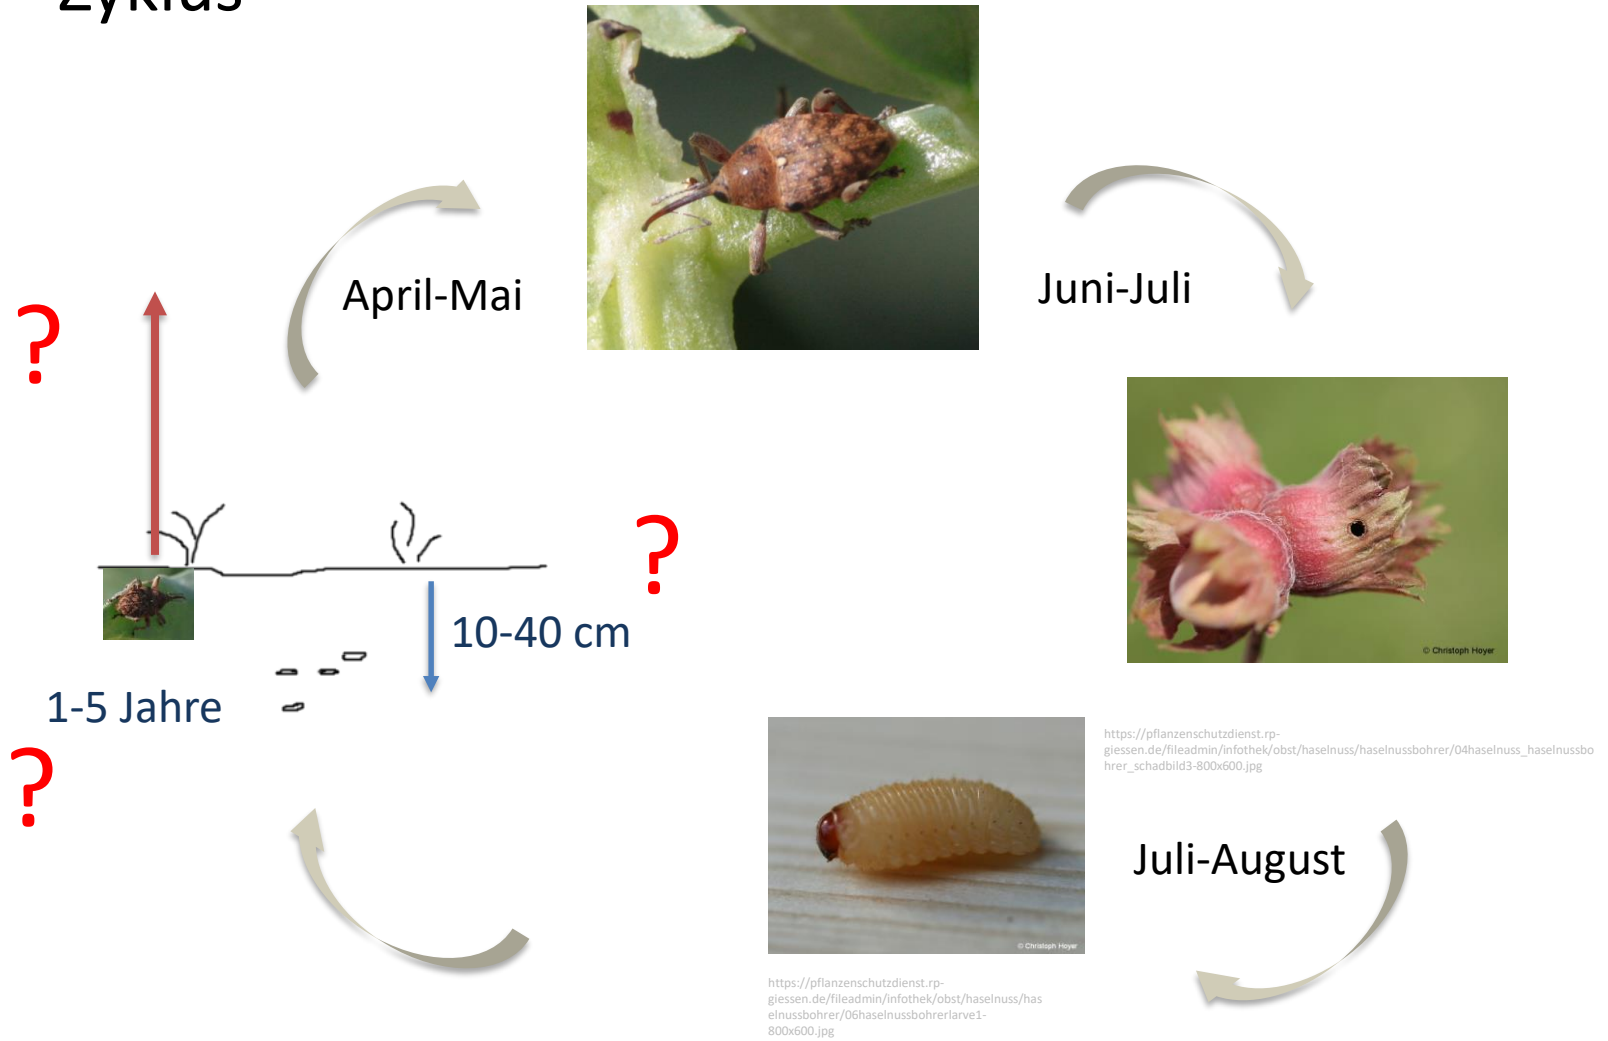 Zyklus
April-Mai
Juni-Juli
?
?
10-40 cm
© Christoph Hoyer
1-5 Jahre
?
https://pflanzenschutzdienst.rp-
giessen.de/fileadmin/infothek/obst/haselnuss/haselnussbohrer/04haselnuss_haselnussbo
hrer_schadbild3-800x600.jpg
Juli-August
© Christoph Hoyer
https://pflanzenschutzdienst.rp-
giessen.de/fileadmin/infothek/obst/haselnuss/has
elnussbohrer/06haselnussbohrerlarve1-
800x600.jpg